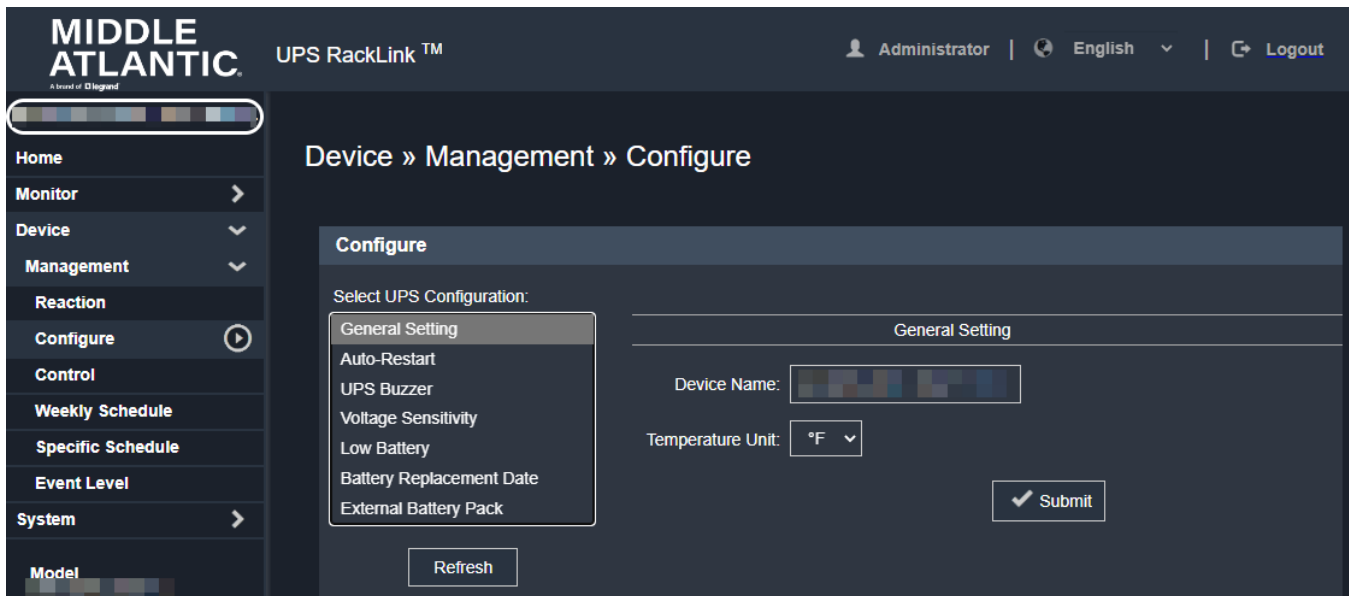 MIDDLE
ATLANTIC.
A brand of legrand
UPS RackLink TM
Administrator | English | Logout
Home
Monitor
Device
Management
Reaction
Configure
Control
Weekly Schedule
Specific Schedule
Event Level
System
Model
Device » Management » Configure
Configure
Select UPS Configuration:
General Setting
Auto-Restart
UPS Buzzer
Voltage Sensitivity
Low Battery
Battery Replacement Date
External Battery Pack
Refresh
General Setting
Device Name:
Temperature Unit: °F
Submit